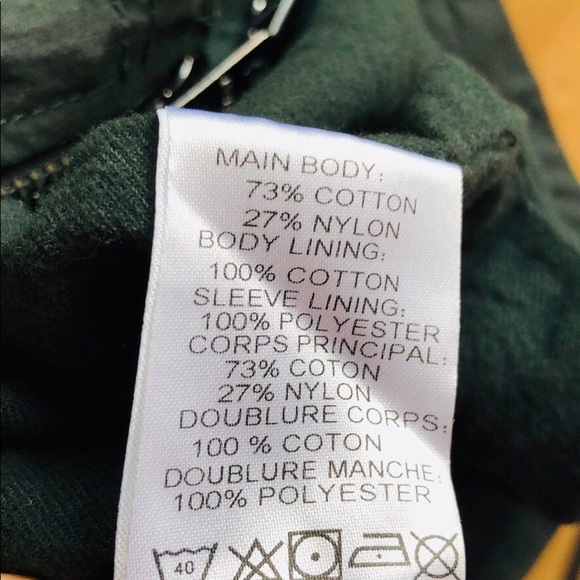 MAIN BODY:
73% COTTON
27% NYLON
BODY LINING:
100% COTTON
SLEEVE LINING:
100% POLYESTER
CORPS PRINCIPAL:
73% COTON
27% NYLON
DOUBLURE CORPS:
100 % COTON
DOUBLURE MANCHE:
100% POLYESTER
40